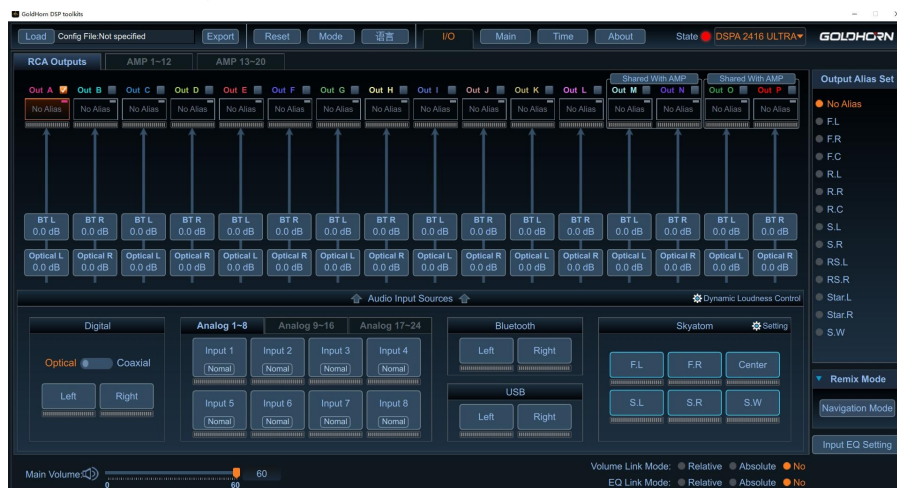 GoldHorn DSP toolkits
Load Config File:Not specified Export Reset Mode 语言 I/O Main Time About State DSPA 2416 ULTRA GOLDHORN
RCA Outputs AMP 1~12 AMP 13~20
Output Alias Set
Shared With AMP Shared With AMP
Out A Out B Out C Out D Out E Out F Out G Out H Out I Out J Out K Out L Out M Out N Out O Out P
No Alias No Alias No Alias No Alias No Alias No Alias No Alias No Alias No Alias No Alias No Alias No Alias No Alias No Alias No Alias No Alias
No Alias
F.L
F.R
F.C
R.L
R.R
R.C
S.L
S.R
RS.L
RS.R
Star.L
Star.R
S.W
BT L BT R BT L BT R BT L BT R BT L BT R BT L BT R BT L BT R BT L BT R BT L BT R
0.0 dB 0.0 dB 0.0 dB 0.0 dB 0.0 dB 0.0 dB 0.0 dB 0.0 dB 0.0 dB 0.0 dB 0.0 dB 0.0 dB 0.0 dB 0.0 dB 0.0 dB 0.0 dB
Optical L Optical R Optical L Optical R Optical L Optical R Optical L Optical R Optical L Optical R Optical L Optical R Optical L Optical R Optical L Optical R
0.0 dB 0.0 dB 0.0 dB 0.0 dB 0.0 dB 0.0 dB 0.0 dB 0.0 dB 0.0 dB 0.0 dB 0.0 dB 0.0 dB 0.0 dB 0.0 dB 0.0 dB 0.0 dB
Audio Input Sources Dynamic Loudness Control
Digital
Optical Coaxial
Left Right
Analog 1~8 Analog 9~16 Analog 17~24
Input 1 Input 2 Input 3 Input 4
Normal Normal Normal Normal
Input 5 Input 6 Input 7 Input 8
Normal Normal Normal Normal
Bluetooth
Left Right
USB
Left Right
Skyatom Setting
F.L F.R Center
S.L S.R S.W
Remix Mode
Navigation Mode
Input EQ Setting
Main Volume: 60
0 60
Volume Link Mode: Relative Absolute No
EQ Link Mode: Relative Absolute No